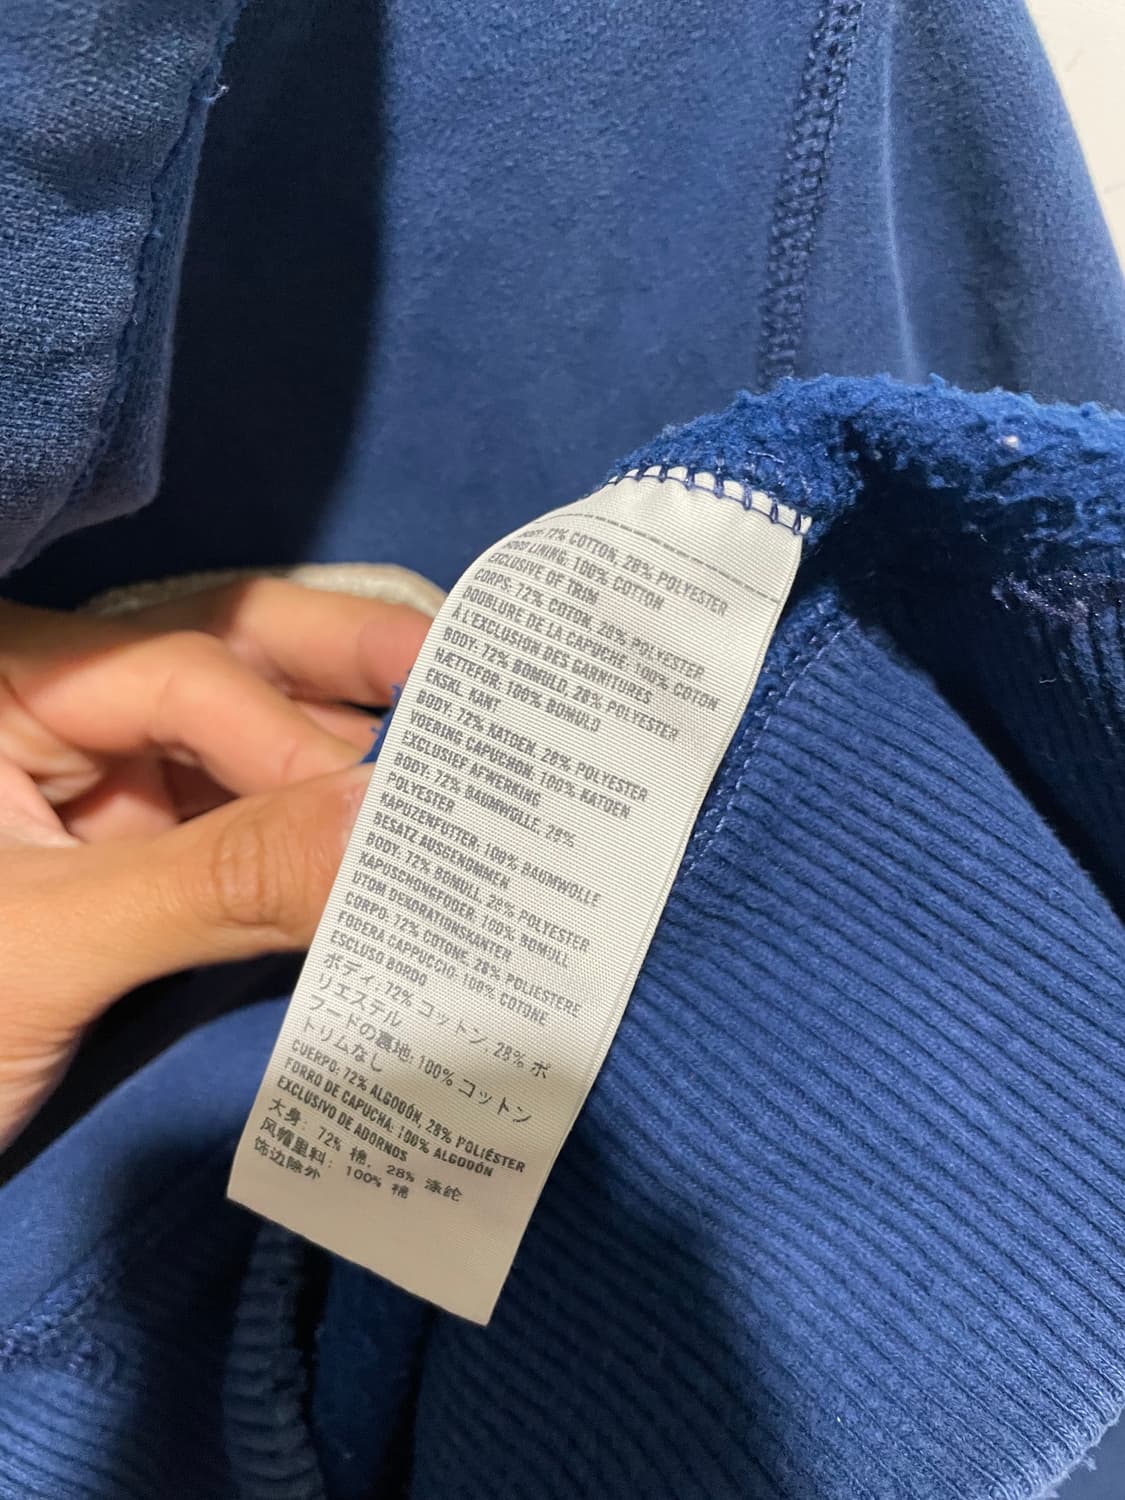 BODY: 72% COTTON, 28% POLYESTER
HOOD LINING: 100% COTTON
EXCLUSIVE OF TRIM
CORPS: 72% COTON, 28% POLYESTER
DOUBLURE DE LA CAPUCHE: 100% COTON
À L'EXCLUSION DES GARNITURES
BODY: 72% BOMULD, 28% POLYESTER
HÆTTEFOR: 100% BOMULD
EKSKL KANT
BODY: 72% KATOEN, 28% POLYESTER
VOERING CAPUCHON: 100% KATOEN
EXCLUSIEF AFWERKING
BODY: 72% BAUMWOLLE, 28%
POLYESTER
KAPUZENFUTTER: 100% BAUMWOLLE
BESATZ AUSGENOMMEN
BODY: 72% BOMULL, 28% POLYESTER
KAPUSCHONGFODER: 100% BOMULL
UTOM DEKORATIONSKANTER
CORPO: 72% COTONE, 28% POLIESTERE
FODERA CAPPUCCIO: 100% COTONE
ESCLUSO BORDO
ボディ: 72% コットン, 28% ポ
リエステル
フードの裏地: 100% コットン
トリムなし
CUERPO: 72% ALGODÓN, 28% POLIÉSTER
FORRO DE CAPUCHA: 100% ALGODÓN
EXCLUSIVO DE ADORNOS
大身: 72% 棉, 28% 涤纶
风帽里料: 100% 棉
饰边除外